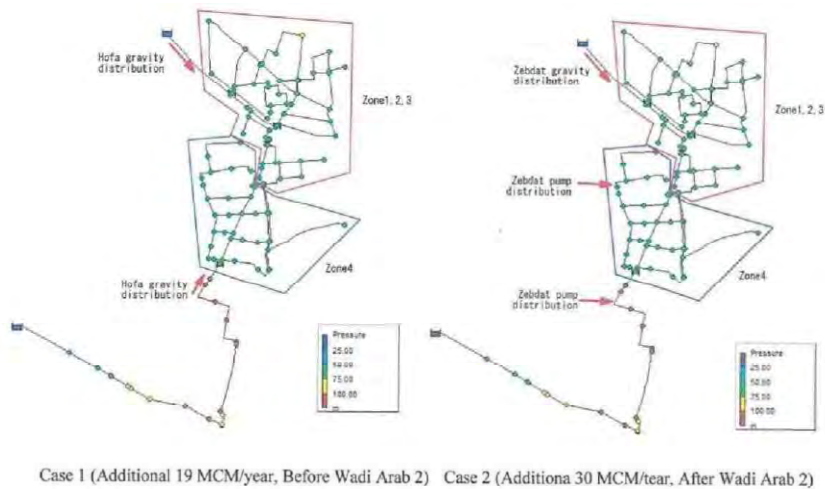 Hofa gravity
distribution
Zone1, 2, 3
Hofa gravity
distribution
Zone4
Pressure
25.00
50.00
75.00
100.00
m
Zebdat gravity
distribution
Zone1, 2, 3
Zebdat pump
distribution
Zebdat pump
distribution
Zone4
Pressure
25.00
50.00
75.00
100.00
m
Case 1 (Additional 19 MCM/year, Before Wadi Arab 2) Case 2 (Additiona 30 MCM/tear, After Wadi Arab 2)